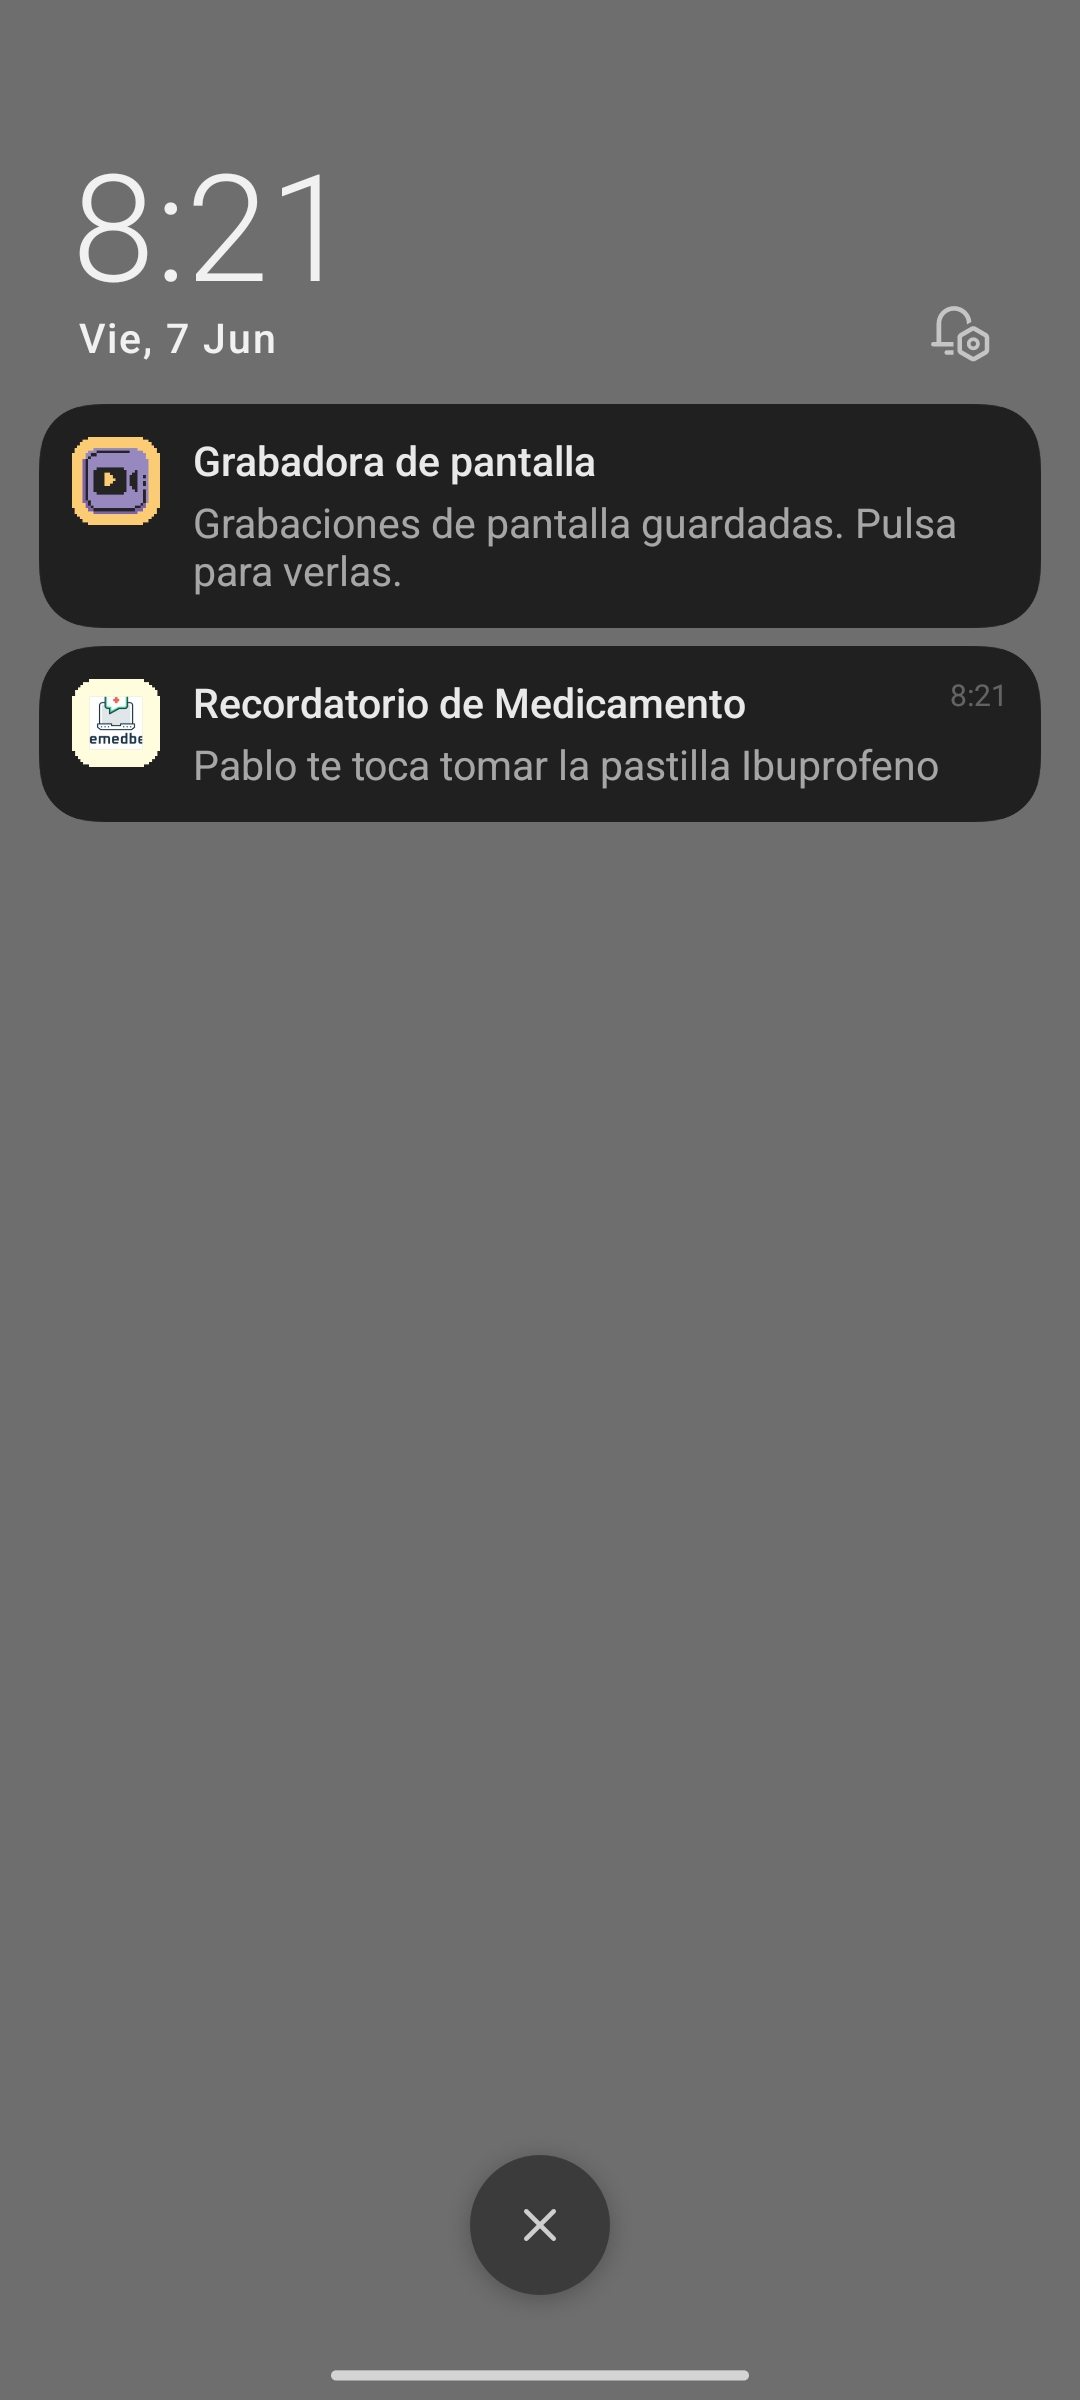 8:21
Vie, 7 Jun
Grabadora de pantalla
Grabaciones de pantalla guardadas. Pulsa
para verlas.
Recordatorio de Medicamento
8:21
emedbe
Pablo te toca tomar la pastilla Ibuprofeno